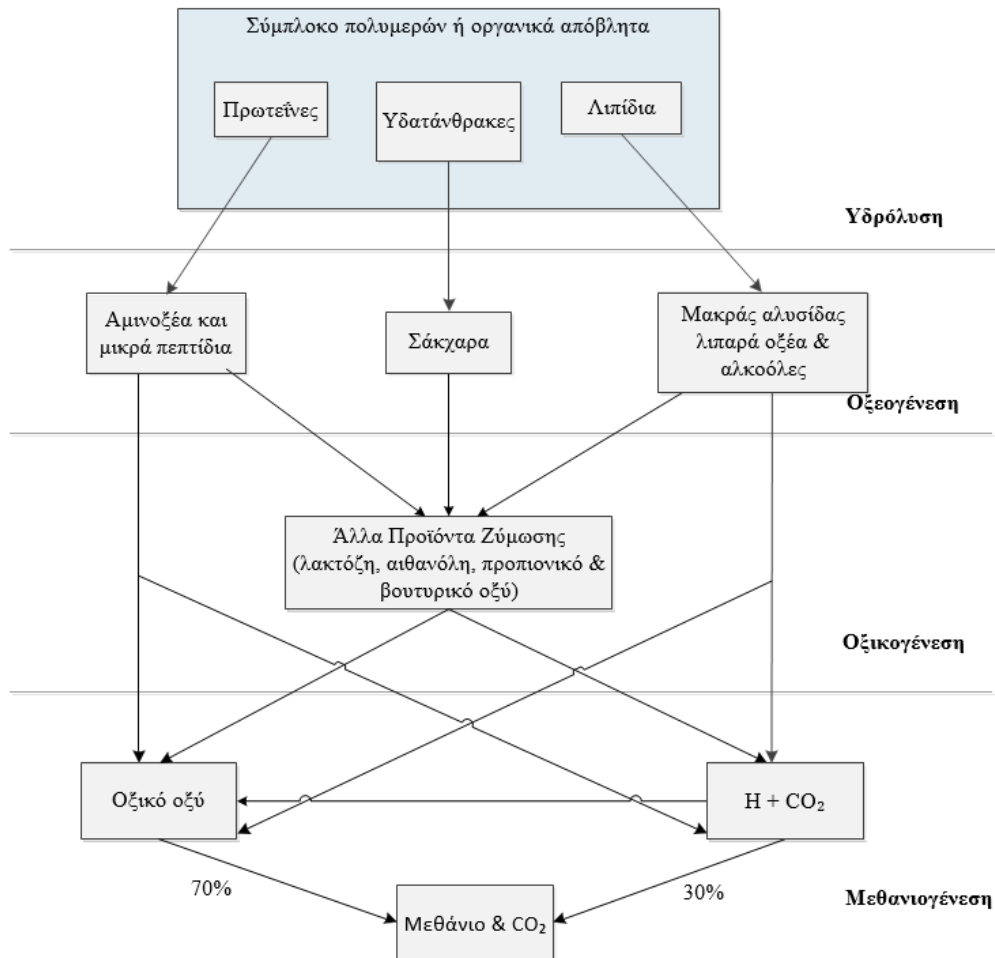 Σύμπλοκο πολυμερών ή οργανικά απόβλητα
Πρωτεΐνες
Υδατάνθρακες
Λιπίδια
Υδρόλυση
Αμινοξέα και
μικρά πεπτίδια
Σάκχαρα
Μακράς αλυσίδας
λιπαρά οξέα &
αλκοόλες
Οξεογένεση
Άλλα Προϊόντα Ζύμωσης
(λακτόζη, αιθανόλη, προπιονικό &
βουτυρικό οξύ)
Οξικογένεση
Οξικό οξύ
H + CO₂
70%
30%
Μεθανιογένεση
Μεθάνιο & CO₂